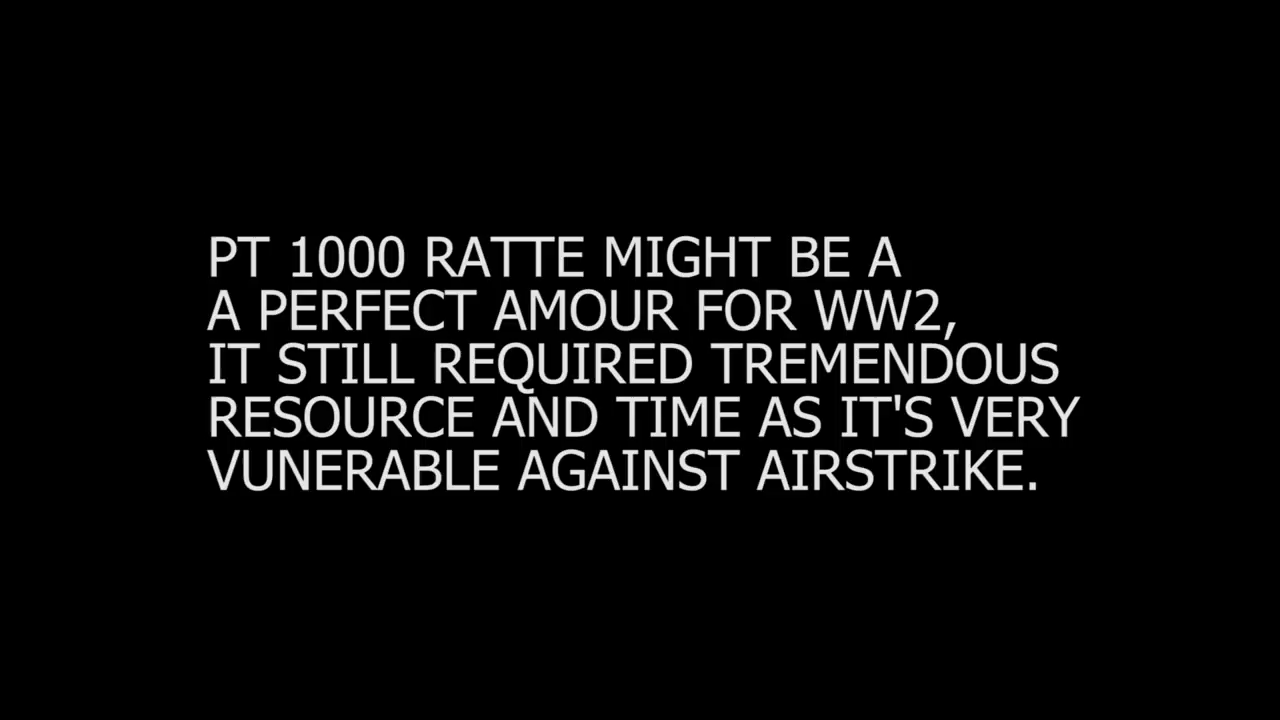 PT 1000 RATTE MIGHT BE A
A PERFECT AMOUR FOR WW2,
IT STILL REQUIRED TREMENDOUS
RESOURCE AND TIME AS IT'S VERY
VUNERABLE AGAINST AIRSTRIKE.